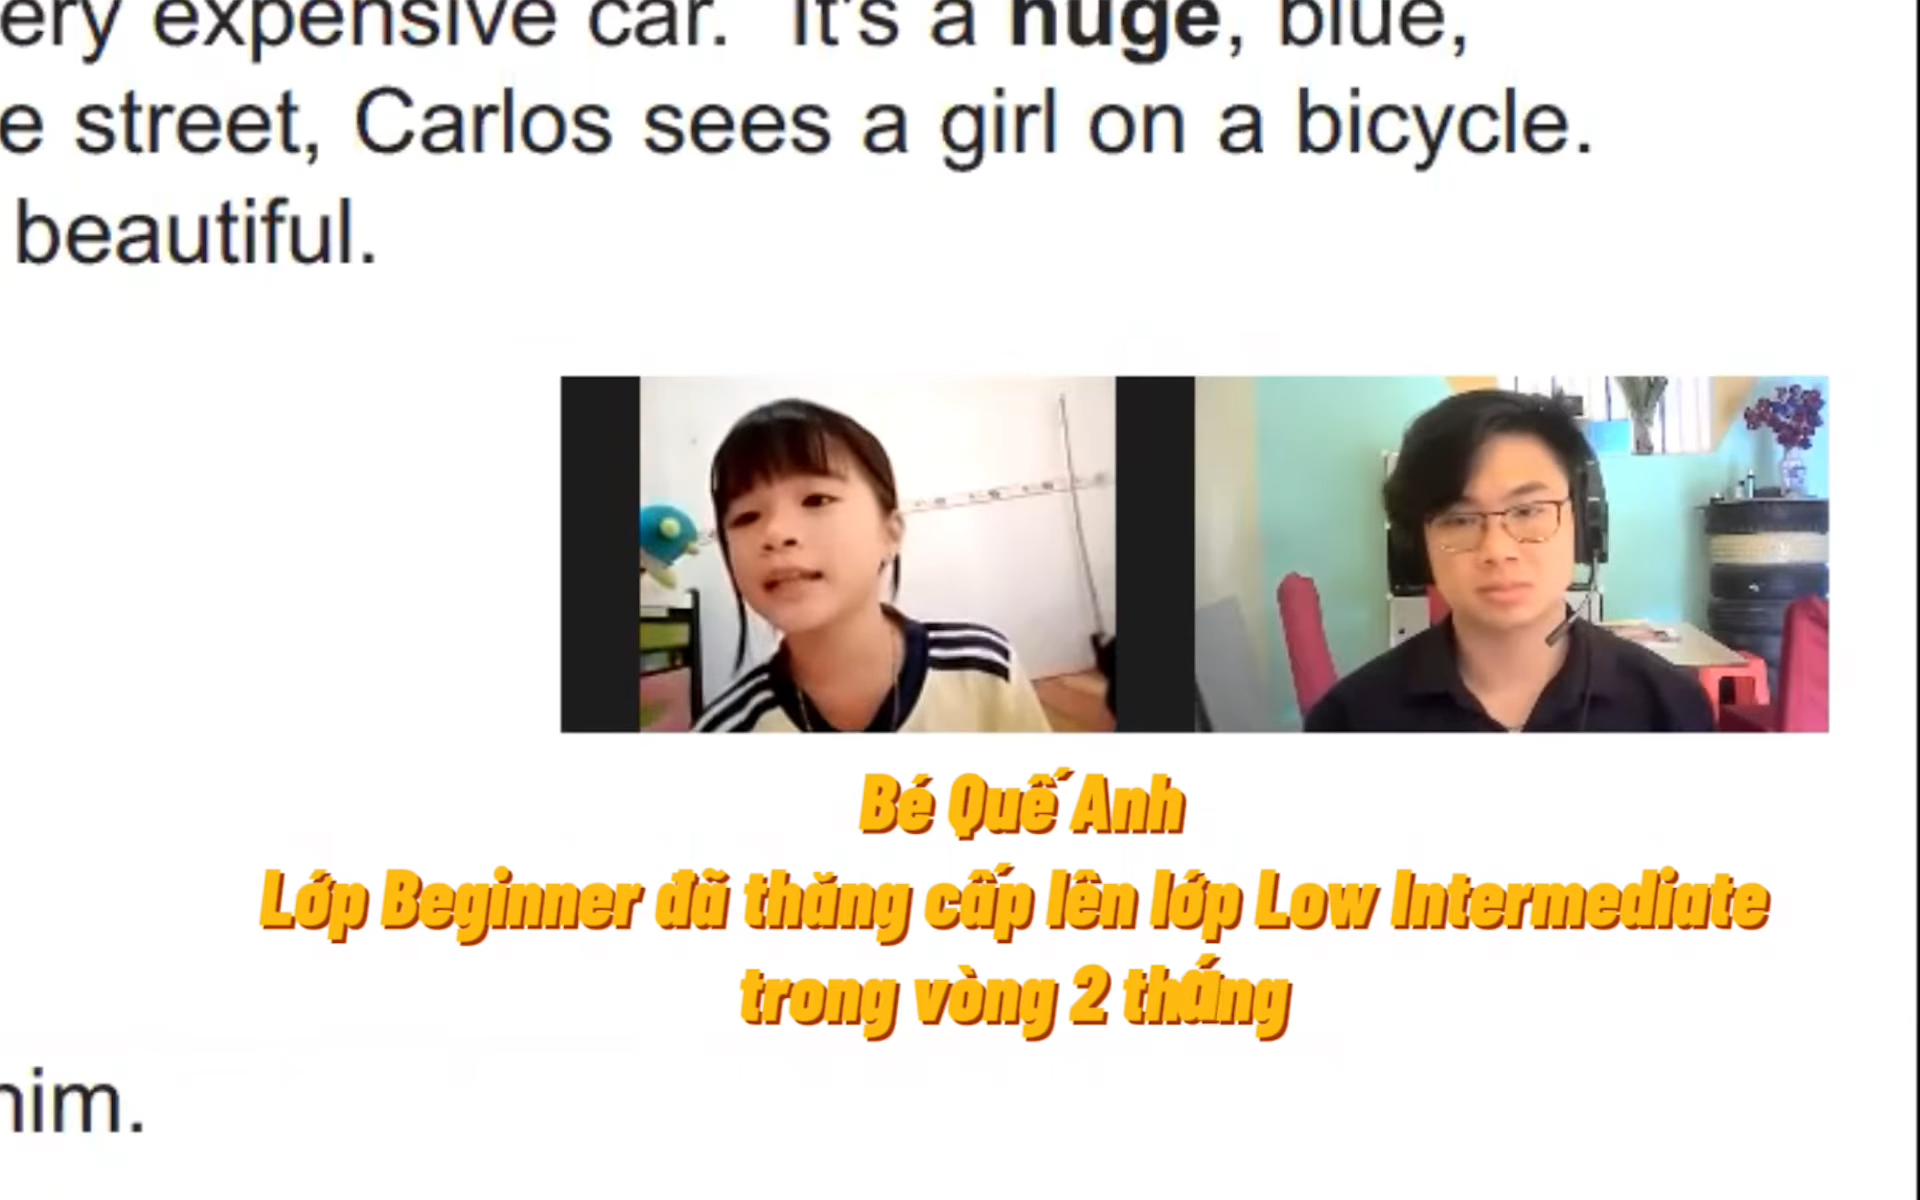 ery expensive car. It's a huge, blue,
e street, Carlos sees a girl on a bicycle.
beautiful.
Bé Quế Anh
Lớp Beginner đã thăng cấp lên lớp Low Intermediate
trong vòng 2 tháng
him.